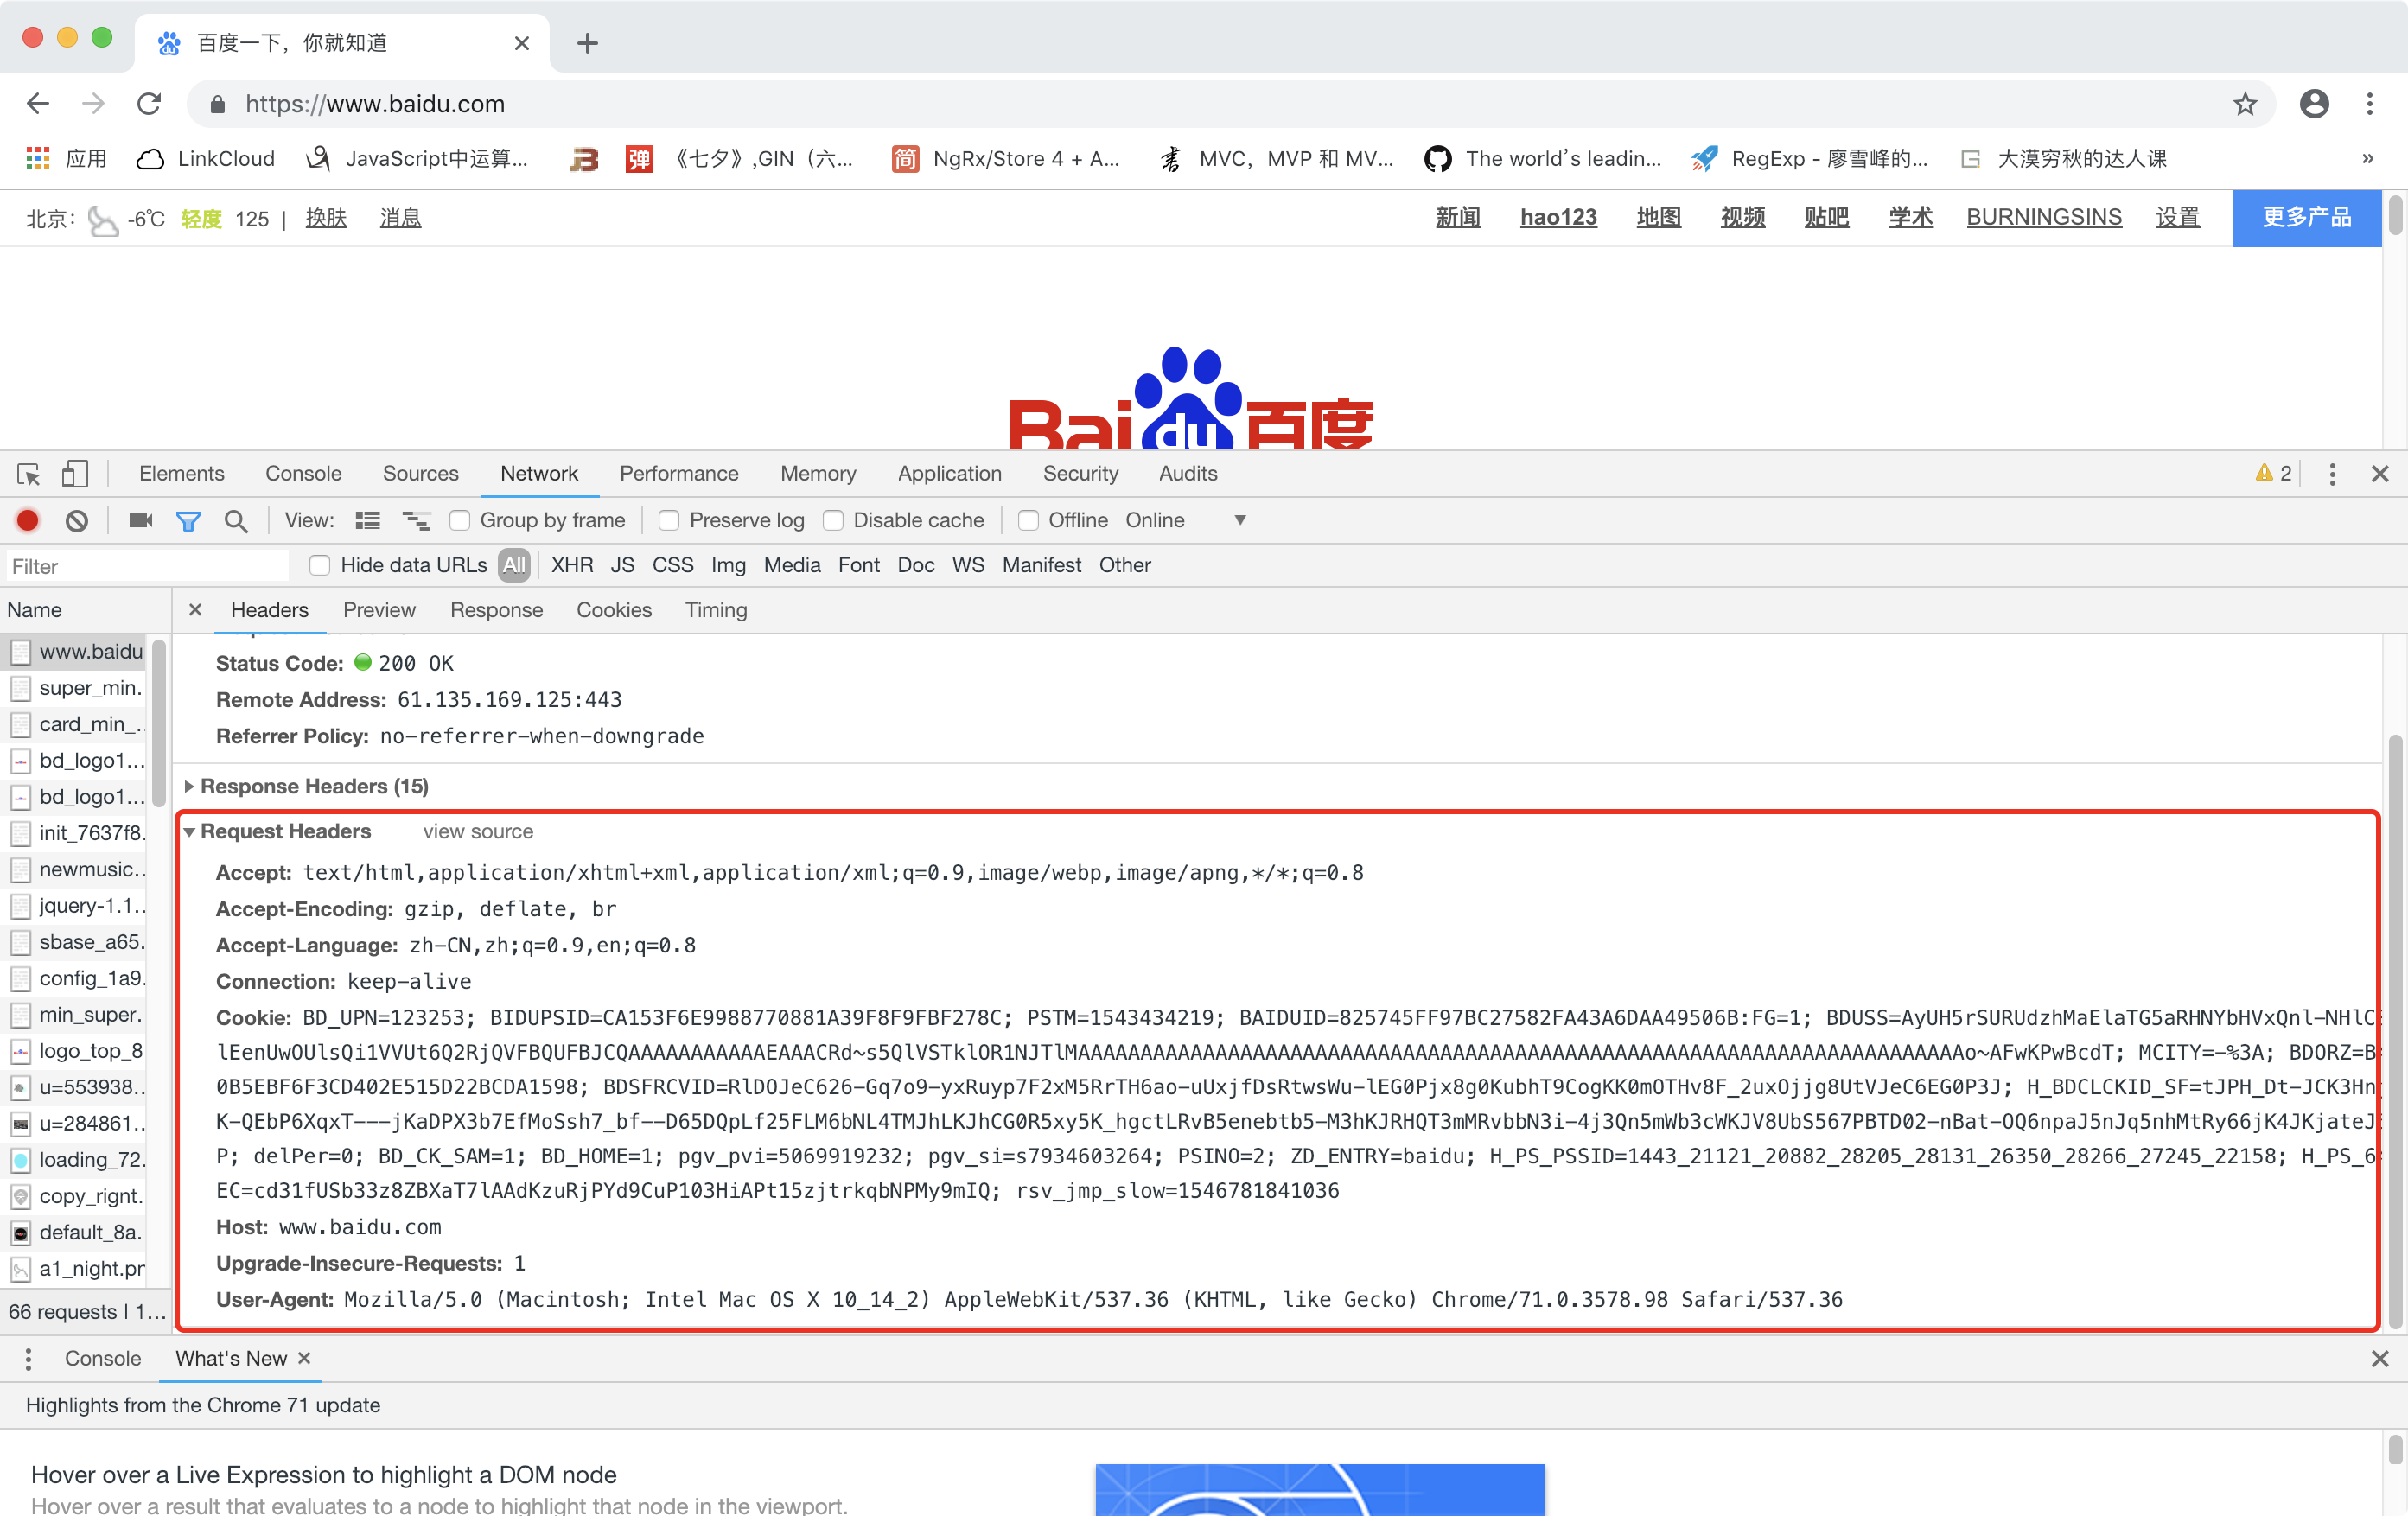 百度一下，你就知道
https://www.baidu.com
应用 LinkCloud JavaScript中运算... 弹 《七夕》,GIN（六... 简 NgRx/Store 4 + A... MVC，MVP 和 MV... The world's leadin... RegExp - 廖雪峰的... 大漠穷秋的达人课 »
北京: -6℃ 轻度 125 | 换肤 消息 新闻 hao123 地图 视频 贴吧 学术 BURNINGSINS 设置 更多产品
Bai du 百度
Elements Console Sources Network Performance Memory Application Security Audits 2
View: Group by frame Preserve log Disable cache Offline Online
Filter Hide data URLs All XHR JS CSS Img Media Font Doc WS Manifest Other
Name Headers Preview Response Cookies Timing
www.baidu
super_min.
card_min_..
bd_logo1...
bd_logo1...
init_7637f8.
newmusic..
jquery-1.1..
sbase_a65.
config_1a9.
min_super.
logo_top_8
u=553938..
u=284861..
loading_72.
copy_rignt.
default_8a.
a1_night.pn
66 requests | 1...
Status Code: 200 OK
Remote Address: 61.135.169.125:443
Referrer Policy: no-referrer-when-downgrade
Response Headers (15)
Request Headers view source
Accept: text/html,application/xhtml+xml,application/xml;q=0.9,image/webp,image/apng,*/*;q=0.8
Accept-Encoding: gzip, deflate, br
Accept-Language: zh-CN,zh;q=0.9,en;q=0.8
Connection: keep-alive
Cookie: BD_UPN=123253; BIDUPSID=CA153F6E9988770881A39F8F9FBF278C; PSTM=1543434219; BAIDUID=825745FF97BC27582FA43A6DAA49506B:FG=1; BDUSS=AyUH5rSURUdzhMaElaTG5aRHNYbHVxQnl-NHlC
lEenUwOUlsQi1VVUt6Q2RjQVFBQUFBJCQAAAAAAAAAAAEAAACRd~s5QlVSTklOR1NJTlMAAAAAAAAAAAAAAAAAAAAAAAAAAAAAAAAAAAAAAAAAAAAAAAAAAAAAAAAAAAAAAAAAAAAAAAAAAAAAAo~AFwKPwBcdT; MCITY=-%3A; BDORZ=B
0B5EBF6F3CD402E515D22BCDA1598; BDSFRCVID=RlDOJeC626-Gq7o9-yxRuyp7F2xM5RrTH6ao-uUxjfDsRtwsWu-lEG0Pjx8g0KubhT9CogKK0mOTHv8F_2uxOjjg8UtVJeC6EG0P3J; H_BDCLCKID_SF=tJPH_Dt-JCK3Hn
K-QEbP6XqxT---jKaDPX3b7EfMoSsh7_bf--D65DQpLf25FLM6bNL4TMJhLKJhCG0R5xy5K_hgctLRvB5enebtb5-M3hKJRHQT3mMRvbbN3i-4j3Qn5mWb3cWKJV8UbS567PBTD02-nBat-OQ6npaJ5nJq5nhMtRy66jK4JKjateJ
P; delPer=0; BD_CK_SAM=1; BD_HOME=1; pgv_pvi=5069919232; pgv_si=s7934603264; PSINO=2; ZD_ENTRY=baidu; H_PS_PSSID=1443_21121_20882_28205_28131_26350_28266_27245_22158; H_PS_6
EC=cd31fUSb33z8ZBXaT7lAAdKzuRjPYd9CuP103HiAPt15zjtrkqbNPMy9mIQ; rsv_jmp_slow=1546781841036
Host: www.baidu.com
Upgrade-Insecure-Requests: 1
User-Agent: Mozilla/5.0 (Macintosh; Intel Mac OS X 10_14_2) AppleWebKit/537.36 (KHTML, like Gecko) Chrome/71.0.3578.98 Safari/537.36
Console What's New
Highlights from the Chrome 71 update
Hover over a Live Expression to highlight a DOM node
Hover over a result that evaluates to a node to highlight that node in the viewport.